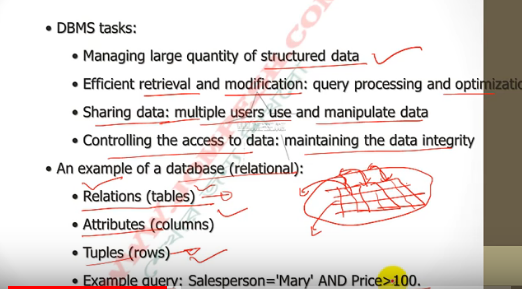 • DBMS tasks:
• Managing large quantity of structured data
• Efficient retrieval and modification: query processing and optimizatio
• Sharing data: multiple users use and manipulate data
• Controlling the access to data: maintaining the data integrity
• An example of a database (relational):
• Relations (tables)
• Attributes (columns)
• Tuples (rows)
• Example query: Salesperson='Mary' AND Price>100.